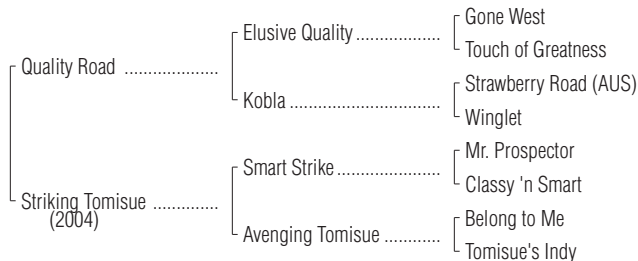 Gone West
Elusive Quality ..................
Touch of Greatness
Quality Road ....................
Strawberry Road (AUS)
Kobla ................................
Winglet
Mr. Prospector
Smart Strike ......................
Classy 'n Smart
Striking Tomisue ..............
(2004)
Belong to Me
Avenging Tomisue ............
Tomisue's Indy